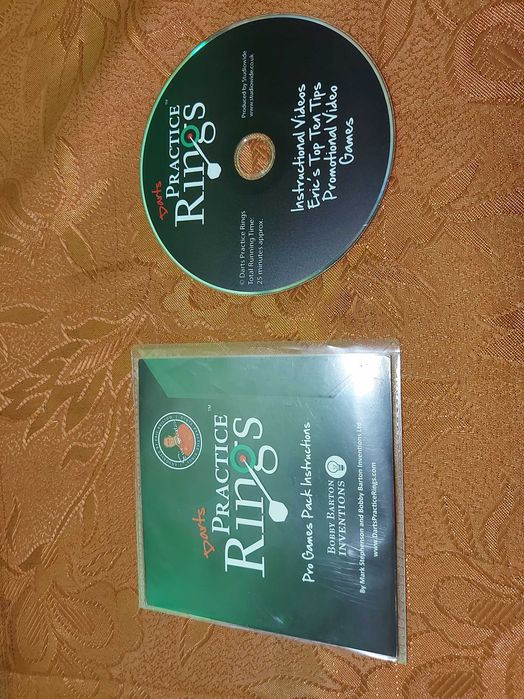 Darts
PRACTICE
Rings
TM
Produced by Studiowide
www.studiowide.co.uk
© Darts Practice Rings
Total Running Time:
25 minutes approx.
Instructional Videos
Eric's Top Ten Tips
Promotional Video
Games
Darts
PRACTICE
Rings
TM
Pro Games Pack Instructions
BOBBY BARTON
INVENTIONS
By Mark Stephenson and Bobby Barton Inventions Ltd
www.DartsPracticeRings.com